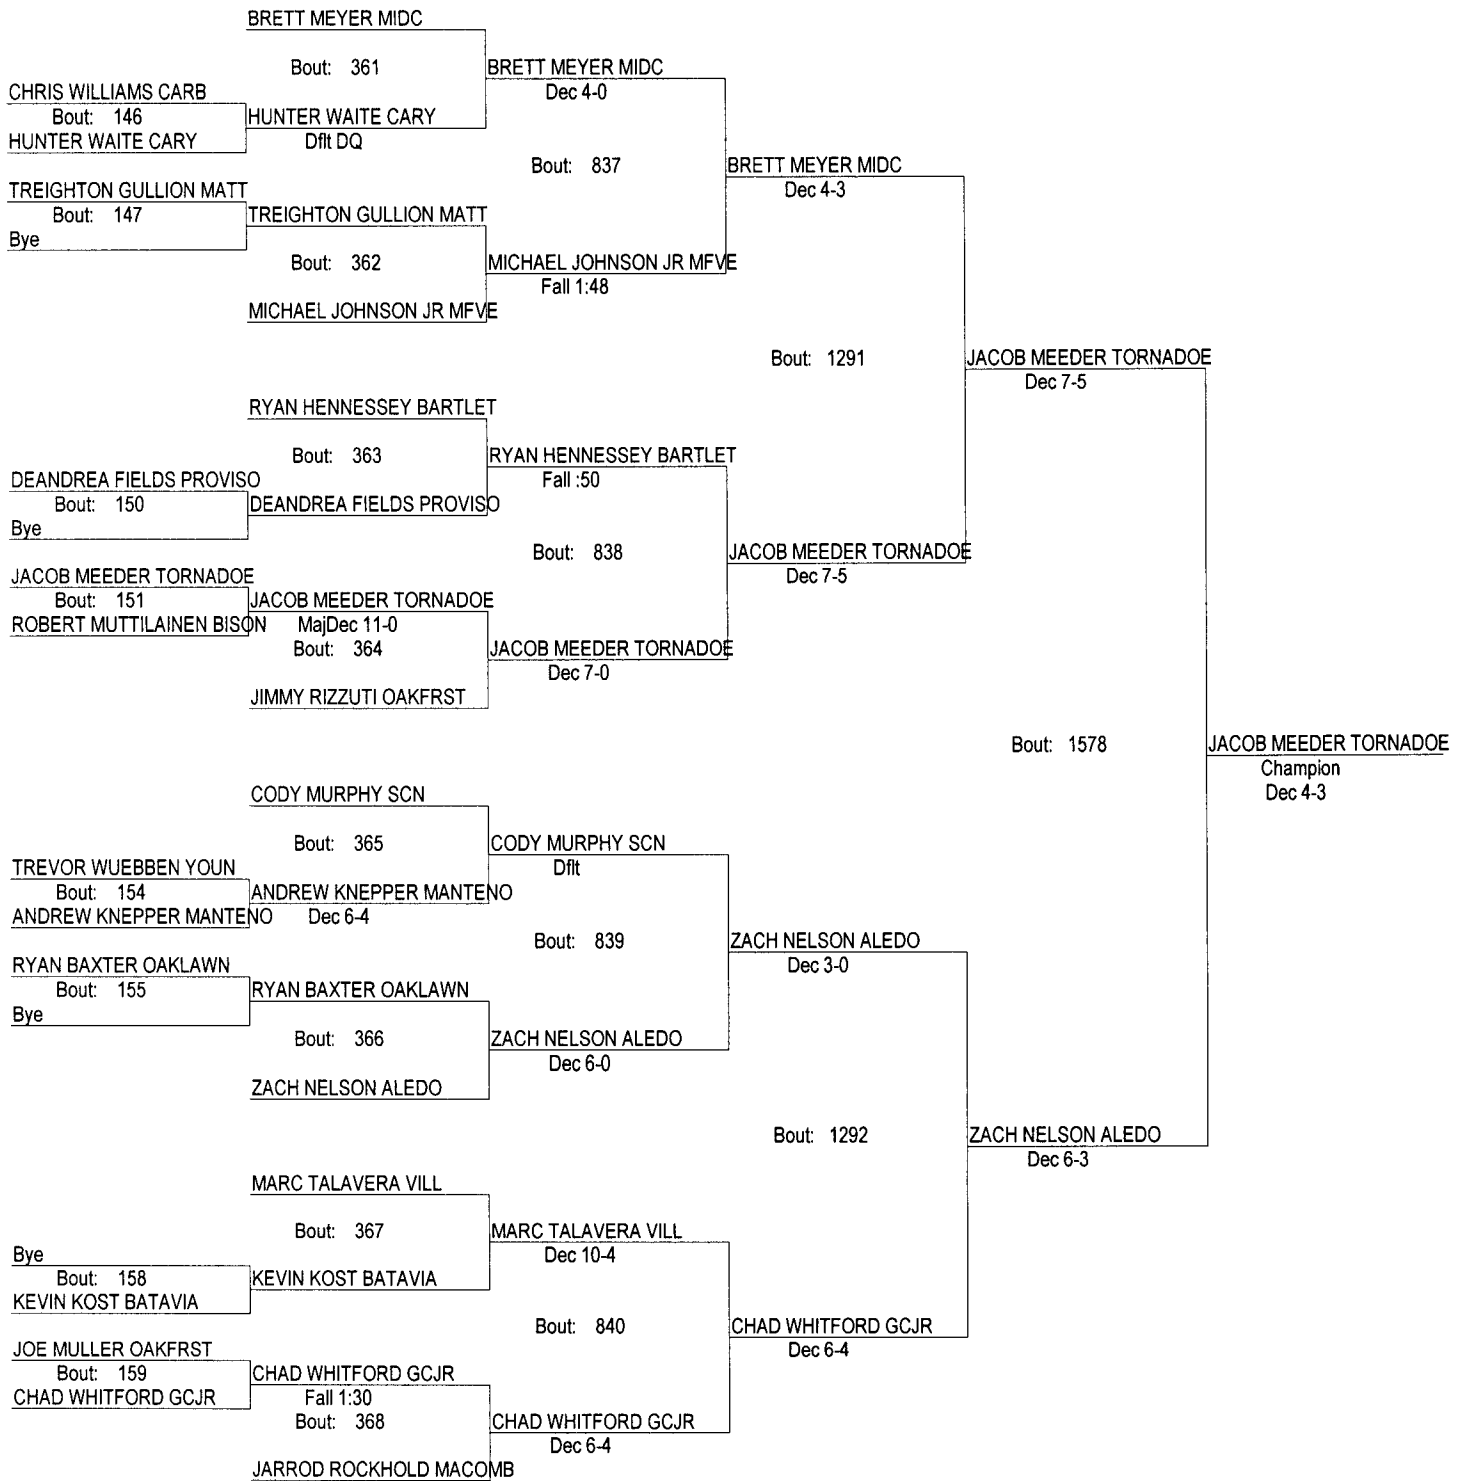 BRETT MEYER MIDC
Bout: 361
BRETT MEYER MIDC
Dec 4-0
CHRIS WILLIAMS CARB
Bout: 146
HUNTER WAITE CARY
HUNTER WAITE CARY
Dflt DQ
Bout: 837
BRETT MEYER MIDC
Dec 4-3
TREIGHTON GULLION MATT
Bout: 147
Bye
TREIGHTON GULLION MATT
Bout: 362
MICHAEL JOHNSON JR MFVE
Fall 1:48
MICHAEL JOHNSON JR MFVE
Bout: 1291
JACOB MEEDER TORNADOE
Dec 7-5
RYAN HENNESSEY BARTLET
Bout: 363
RYAN HENNESSEY BARTLET
Fall :50
DEANDREA FIELDS PROVISO
Bout: 150
Bye
DEANDREA FIELDS PROVISO
Bout: 838
JACOB MEEDER TORNADOE
Dec 7-5
JACOB MEEDER TORNADOE
Bout: 151
ROBERT MUTTILAINEN BISON
JACOB MEEDER TORNADOE
MajDec 11-0
Bout: 364
JACOB MEEDER TORNADOE
Dec 7-0
JIMMY RIZZUTI OAKFRST
Bout: 1578
JACOB MEEDER TORNADOE
Champion
Dec 4-3
CODY MURPHY SCN
Bout: 365
CODY MURPHY SCN
Dflt
TREVOR WUEBBEN YOUN
Bout: 154
ANDREW KNEPPER MANTENO
ANDREW KNEPPER MANTENO
Dec 6-4
Bout: 839
ZACH NELSON ALEDO
Dec 3-0
RYAN BAXTER OAKLAWN
Bout: 155
Bye
RYAN BAXTER OAKLAWN
Bout: 366
ZACH NELSON ALEDO
Dec 6-0
ZACH NELSON ALEDO
Bout: 1292
ZACH NELSON ALEDO
Dec 6-3
MARC TALAVERA VILL
Bout: 367
MARC TALAVERA VILL
Dec 10-4
Bye
Bout: 158
KEVIN KOST BATAVIA
KEVIN KOST BATAVIA
Bout: 840
CHAD WHITFORD GCJR
Dec 6-4
JOE MULLER OAKFRST
Bout: 159
CHAD WHITFORD GCJR
CHAD WHITFORD GCJR
Fall 1:30
Bout: 368
CHAD WHITFORD GCJR
Dec 6-4
JARROD ROCKHOLD MACOMB